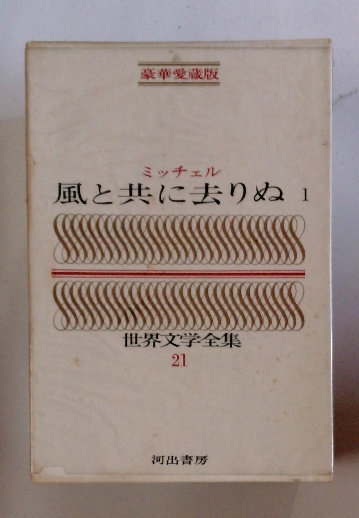 豪華愛蔵版
ミッチェル
風と共に去りぬ 1
世界文学全集
21
河出書房